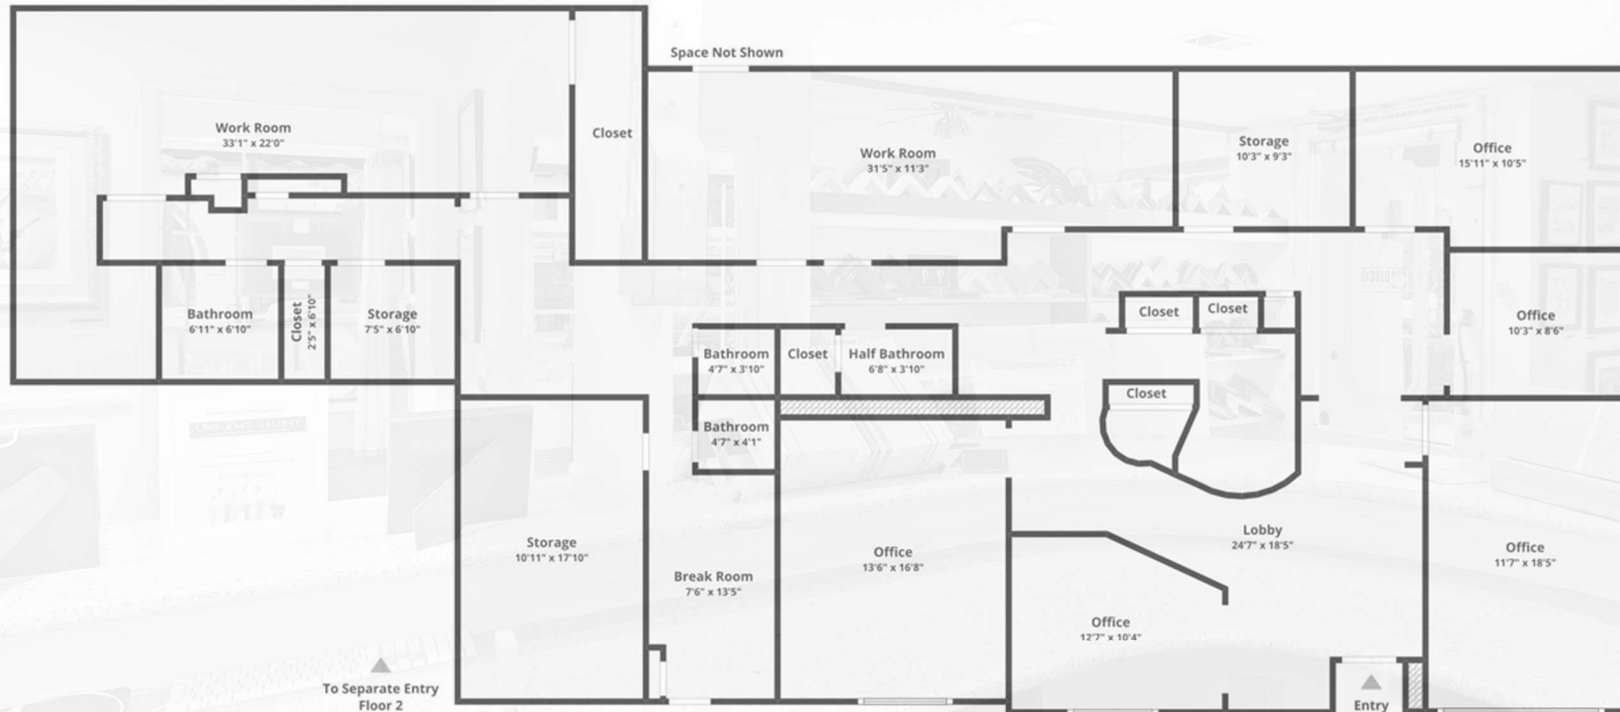 Space Not Shown
Work Room
33'1" x 22'0"
Closet
Work Room
31'5" x 11'3"
Storage
10'3" x 9'3"
Office
15'11" x 10'5"
Bathroom
6'11" x 6'10"
Closet
2'5" x 6'10"
Storage
7'5" x 6'10"
Bathroom
4'7" x 3'10"
Closet
Half Bathroom
6'8" x 3'10"
Closet
Closet
Office
10'3" x 8'6"
Closet
Bathroom
4'7" x 4'1"
Storage
10'11" x 17'10"
Break Room
7'6" x 13'5"
Office
13'6" x 16'8"
Lobby
24'7" x 18'5"
Office
11'7" x 18'5"
Office
12'7" x 10'4"
To Separate Entry
Floor 2
Entry